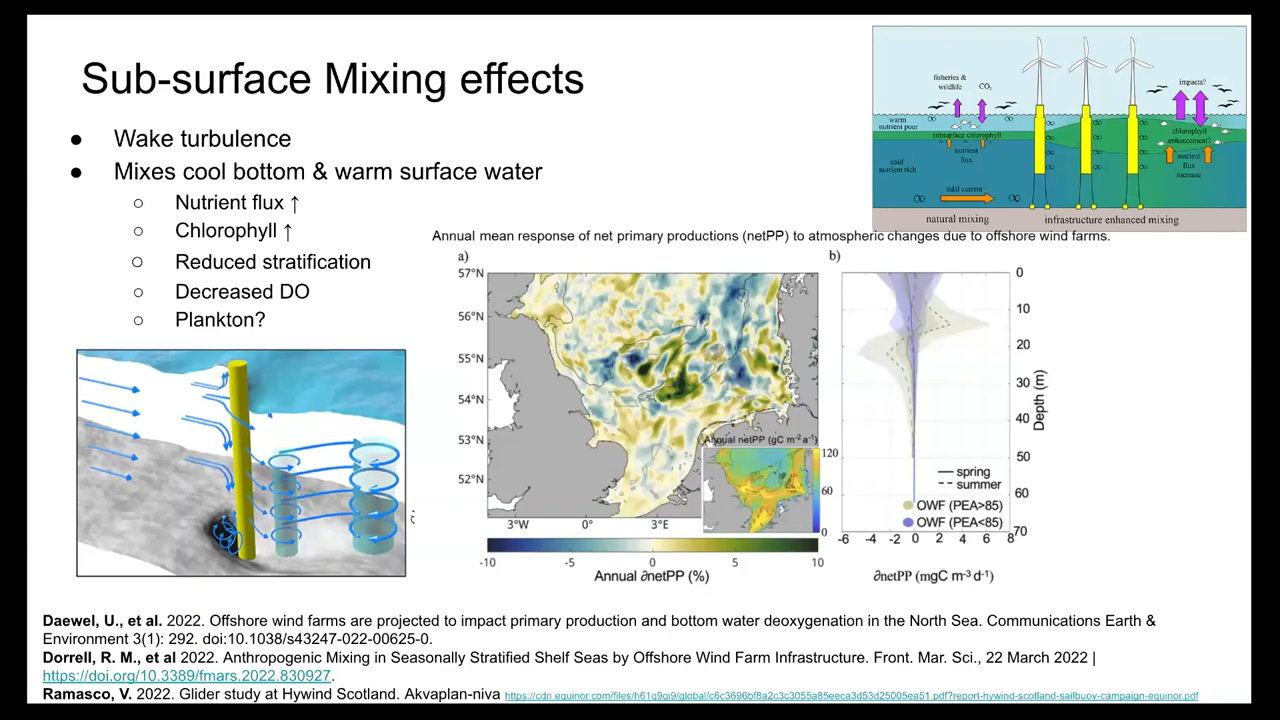 Sub-surface Mixing effects
● Wake turbulence
● Mixes cool bottom & warm surface water
○ Nutrient flux ↑
○ Chlorophyll ↑
○ Reduced stratification
○ Decreased DO
○ Plankton?
fisheries &
wildlife
CO₂
impacts?
warm
nutrient poor
subsurface chlorophyll
nutrient
flux
chlorophyll
enhancement?
cold
nutrient rich
nutrient
flux
increase
tidal current
natural mixing
infrastructure enhanced mixing
Annual mean response of net primary productions (netPP) to atmospheric changes due to offshore wind farms.
a)
57°N
56°N
55°N
54°N
53°N
52°N
3°W 0° 3°E
Annual netPP (gC m⁻² a⁻¹)
120
60
0
-10 -5 0 5 10
Annual ∂netPP (%)
b)
0
10
20
30
40
50
60
70
Depth (m)
spring
summer
OWF (PEA>85)
OWF (PEA<85)
-6 -4 -2 0 2 4 6 8
∂netPP (mgC m⁻³ d⁻¹)
Daewel, U., et al. 2022. Offshore wind farms are projected to impact primary production and bottom water deoxygenation in the North Sea. Communications Earth &
Environment 3(1): 292. doi:10.1038/s43247-022-00625-0.
Dorrell, R. M., et al 2022. Anthropogenic Mixing in Seasonally Stratified Shelf Seas by Offshore Wind Farm Infrastructure. Front. Mar. Sci., 22 March 2022 |
https://doi.org/10.3389/fmars.2022.830927.
Ramasco, V. 2022. Glider study at Hywind Scotland. Akvaplan-niva https://cdn.equinor.com/files/h61q9gi9/global/c6c3696bf8a2c3c3055a85eeca3d53d25005ea51.pdf?report-hywind-scotland-sailbuoy-campaign-equinor.pdf